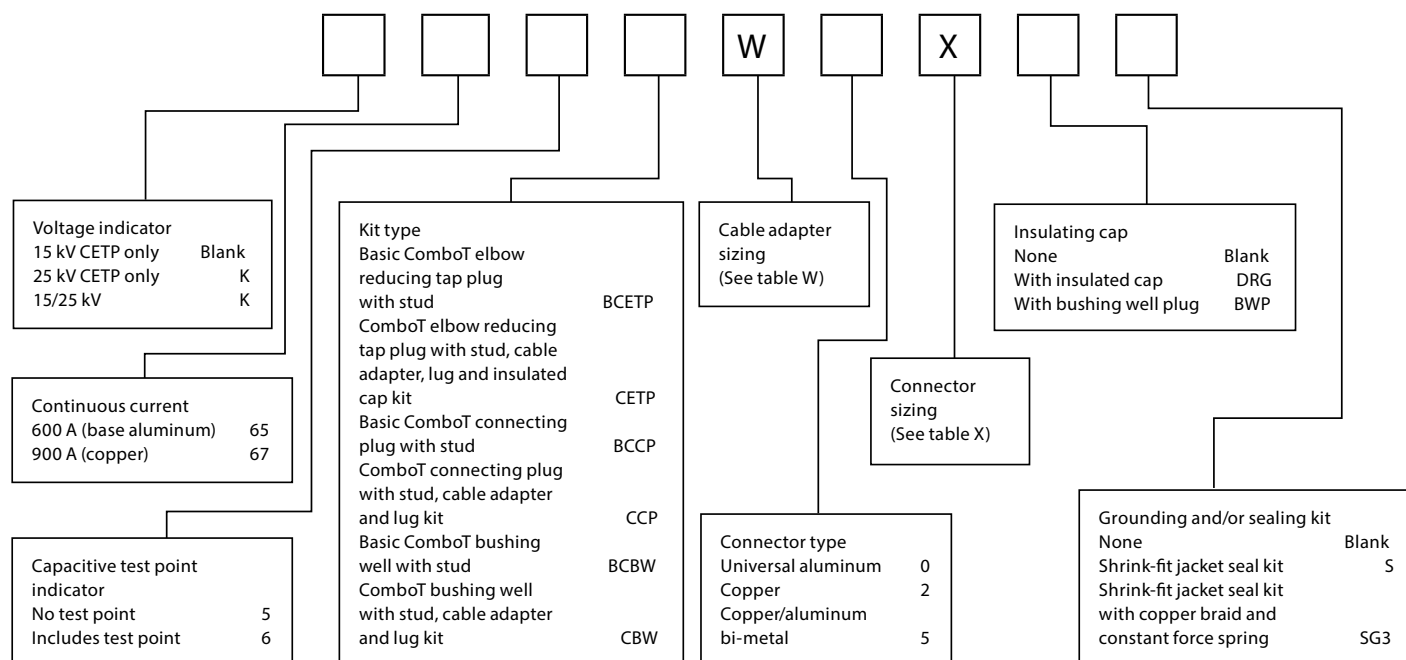 W
X
Voltage indicator
15 kV CETP only Blank
25 kV CETP only K
15/25 kV K
Continuous current
600 A (base aluminum) 65
900 A (copper) 67
Capacitive test point
indicator
No test point 5
Includes test point 6
Kit type
Basic ComboT elbow
reducing tap plug
with stud BCETP
ComboT elbow reducing
tap plug with stud, cable
adapter, lug and insulated
cap kit CETP
Basic ComboT connecting
plug with stud BCCP
ComboT connecting plug
with stud, cable adapter
and lug kit CCP
Basic ComboT bushing
well with stud BCBW
ComboT bushing well
with stud, cable adapter
and lug kit CBW
Cable adapter
sizing
(See table W)
Connector type
Universal aluminum 0
Copper 2
Copper/aluminum
bi-metal 5
Connector
sizing
(See table X)
Insulating cap
None Blank
With insulated cap DRG
With bushing well plug BWP
Grounding and/or sealing kit
None Blank
Shrink-fit jacket seal kit S
Shrink-fit jacket seal kit
with copper braid and
constant force spring SG3